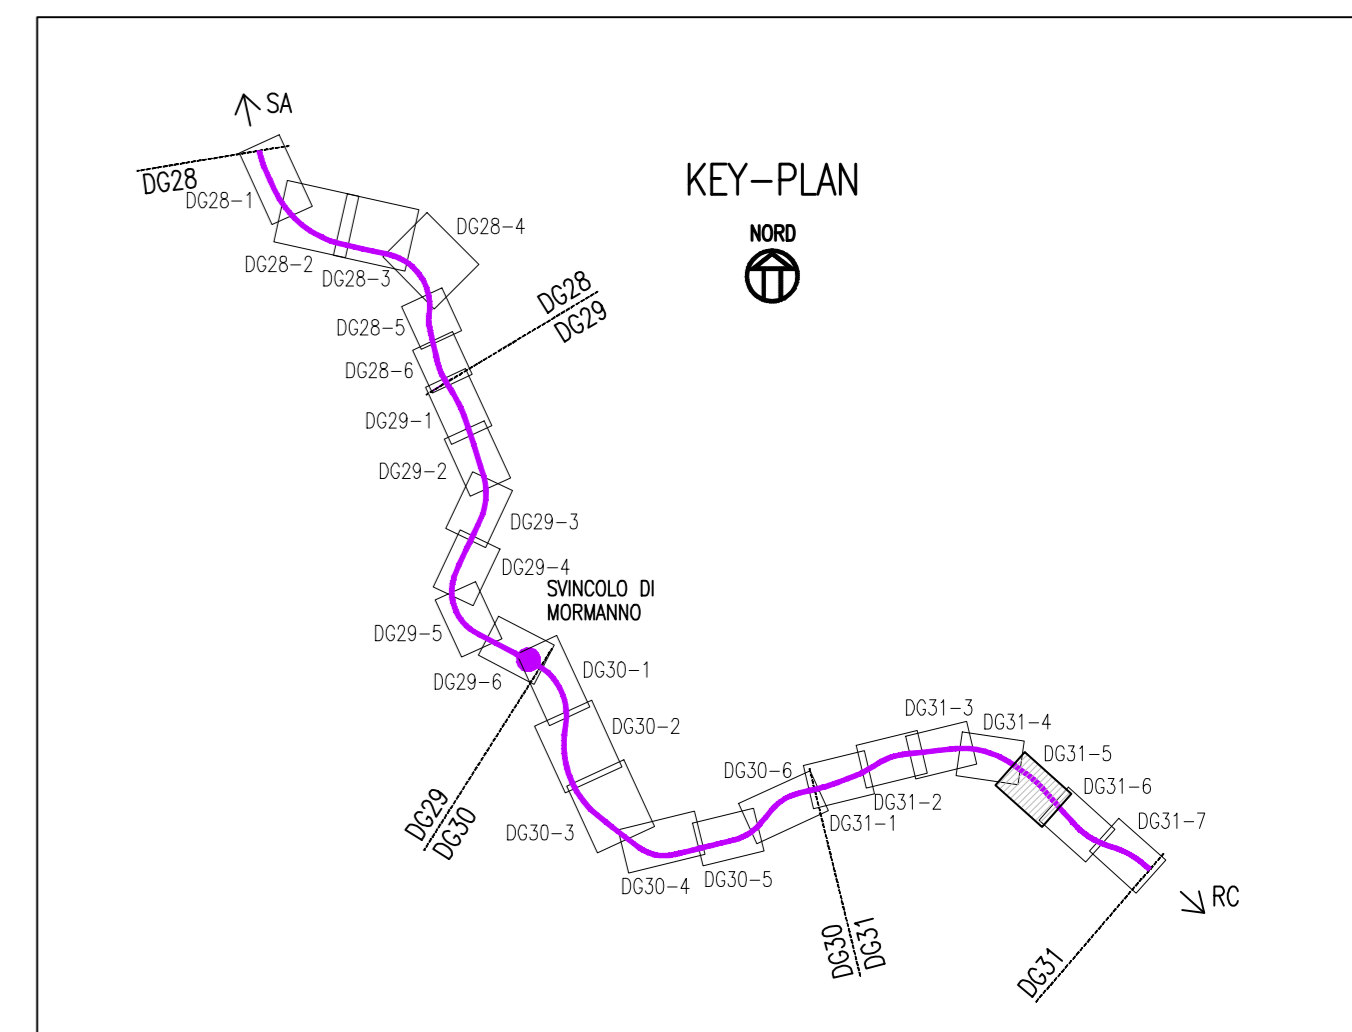 SA
KEY-PLAN
NORD
DG28
DG28-1
DG28-2
DG28-3
DG28-4
DG28-5
DG28-6
DG28
DG29
DG29-1
DG29-2
DG29-3
DG29-4
SVINCOLO DI
MORMANNO
DG29-5
DG29-6
DG29
DG30
DG30-1
DG30-2
DG30-3
DG30-4
DG30-5
DG30-6
DG30
DG31
DG31-1
DG31-2
DG31-3
DG31-4
DG31-5
DG31-6
DG31-7
RC
DG31